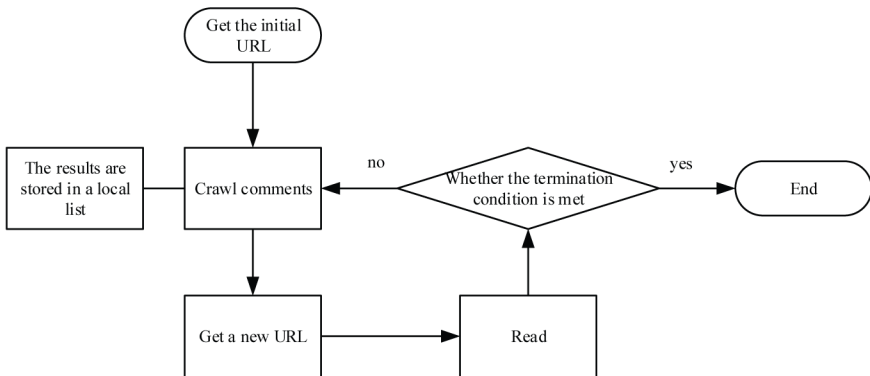 Get the initial
URL
The results are
stored in a local
list
Crawl comments
no
Whether the termination
condition is met
yes
End
Get a new URL
Read